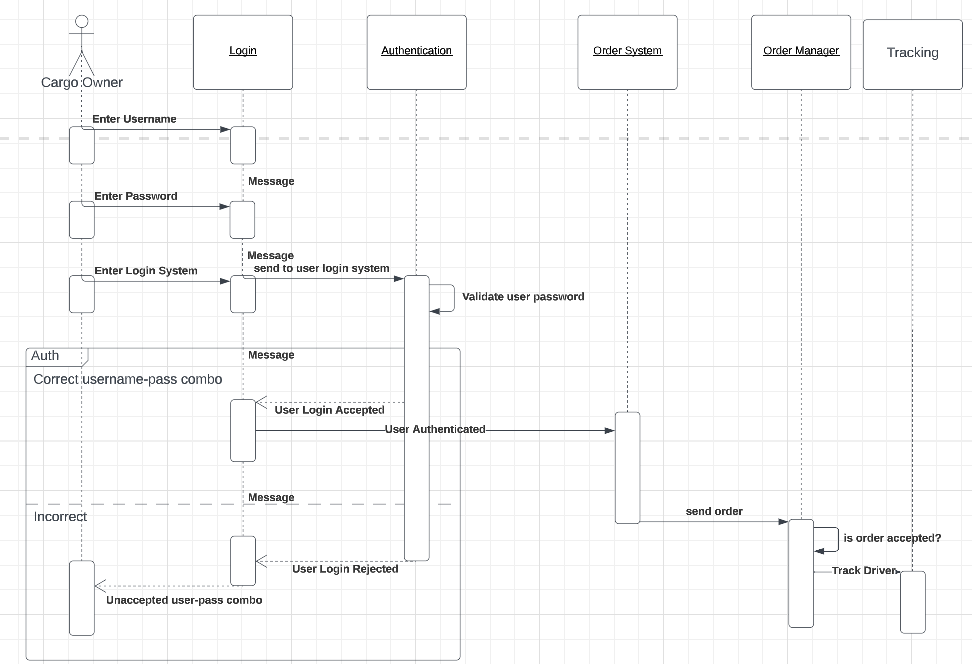 Login
Authentication
Order System
Order Manager
Tracking
Cargo Owner
Enter Username
Message
Enter Password
Message
Enter Login System
send to user login system
Validate user password
Auth
Message
Correct username-pass combo
User Login Accepted
User Authenticated
Message
Incorrect
send order
is order accepted?
User Login Rejected
Track Driven
Unaccepted user-pass combo